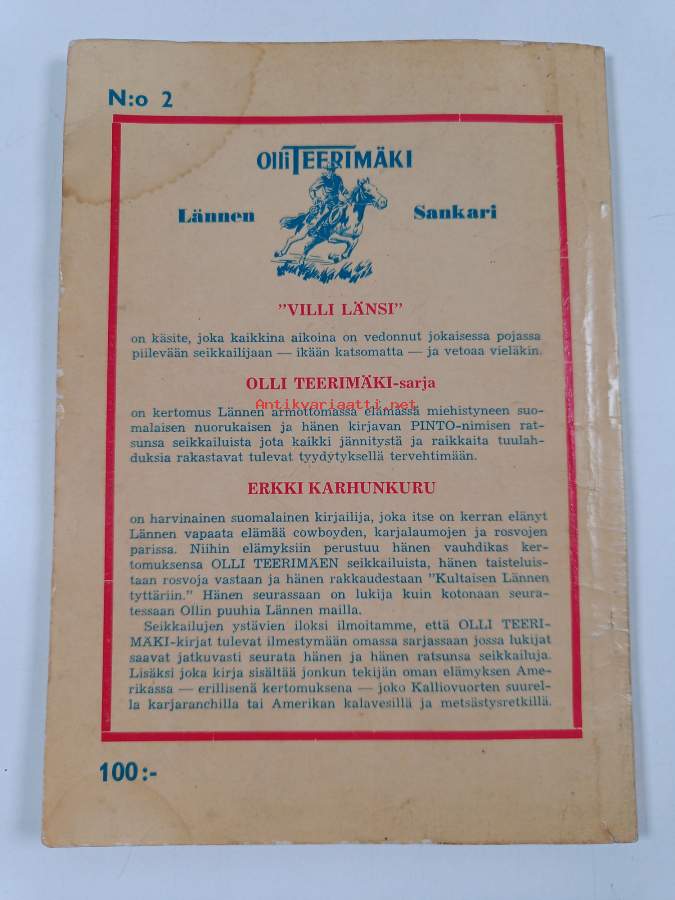 N:o 2
Olli TEERIMÄKI
Lännen Sankari
"VILLI LÄNSI"
on käsite, joka kaikkina aikoina on vedonnut jokaisessa pojassa
piilevään seikkailijaan — ikään katsomatta — ja vetoaa vieläkin.
OLLI TEERIMÄKI-sarja
Antikvariaatti.net
on kertomus Lännen armottomassa elämässä miehistyneen suo-
malaisen nuorukaisen ja hänen kirjavan PINTO-nimisen rat-
sunsa seikkailuista jota kaikki jännitystä ja raikkaita tuulah-
duksia rakastavat tulevat tyydytyksellä tervehtimään.
ERKKI KARHUNKURU
on harvinainen suomalainen kirjailija, joka itse on kerran elänyt
Lännen vapaata elämää cowboyden, karjalaumojen ja rosvojen
parissa. Niihin elämyksiin perustuu hänen vauhdikas ker-
tomuksensa OLLI TEERIMÄEN seikkailuista, hänen taisteluis-
taan rosvoja vastaan ja hänen rakkaudestaan "Kultaisen Lännen
tyttäriin." Hänen seurassaan on lukija kuin kotonaan seura-
tessaan Ollin puuhia Lännen mailla.
Seikkailujen ystävien iloksi ilmoitamme, että OLLI TEERI-
MÄKI-kirjat tulevat ilmestymään omassa sarjassaan jossa lukijat
saavat jatkuvasti seurata hänen ja hänen ratsunsa seikkailuja.
Lisäksi joka kirja sisältää jonkun tekijän oman elämyksen Ame-
rikassa — erillisenä kertomuksena — joko Kalliovuorten suurel-
la karjaranchilla tai Amerikan kalavesillä ja metsästysretkillä.
100:-